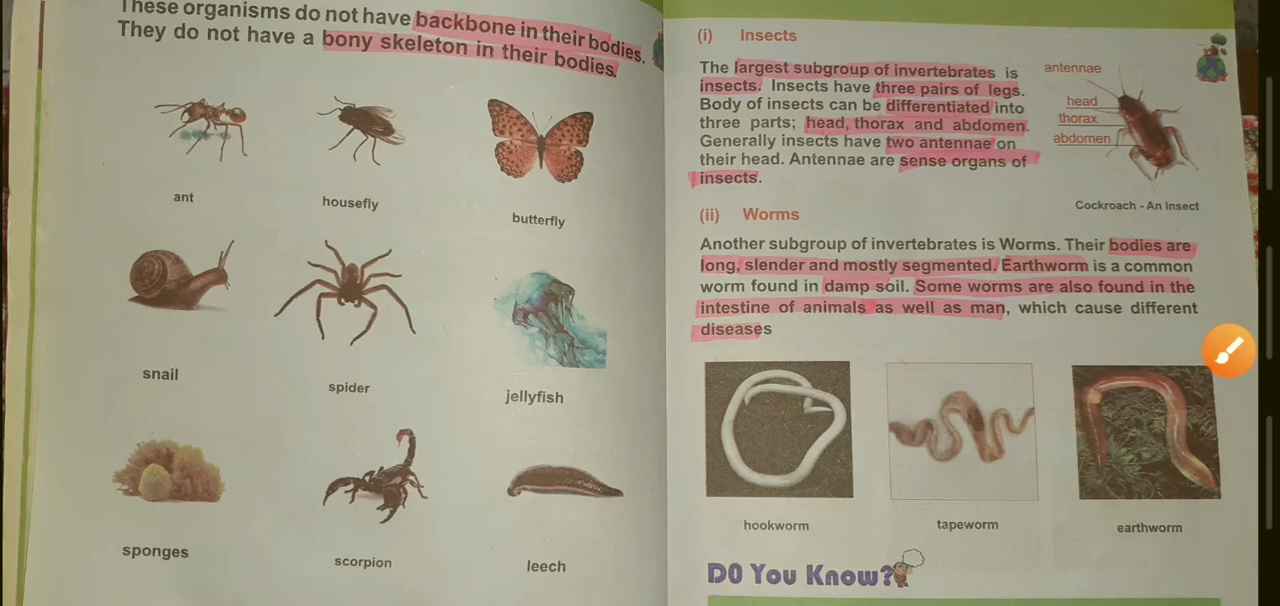 These organisms do not have backbone in their bodies.
They do not have a bony skeleton in their bodies.
ant
housefly
butterfly
snail
spider
jellyfish
sponges
scorpion
leech
(i) Insects
The largest subgroup of invertebrates is
insects. Insects have three pairs of legs.
Body of insects can be differentiated into
three parts; head, thorax and abdomen.
Generally insects have two antennae on
their head. Antennae are sense organs of
insects.
antennae
head
thorax
abdomen
Cockroach - An Insect
(ii) Worms
Another subgroup of invertebrates is Worms. Their bodies are
long, slender and mostly segmented. Earthworm is a common
worm found in damp soil. Some worms are also found in the
intestine of animals as well as man, which cause different
diseases
hookworm
tapeworm
earthworm
DO You Know?